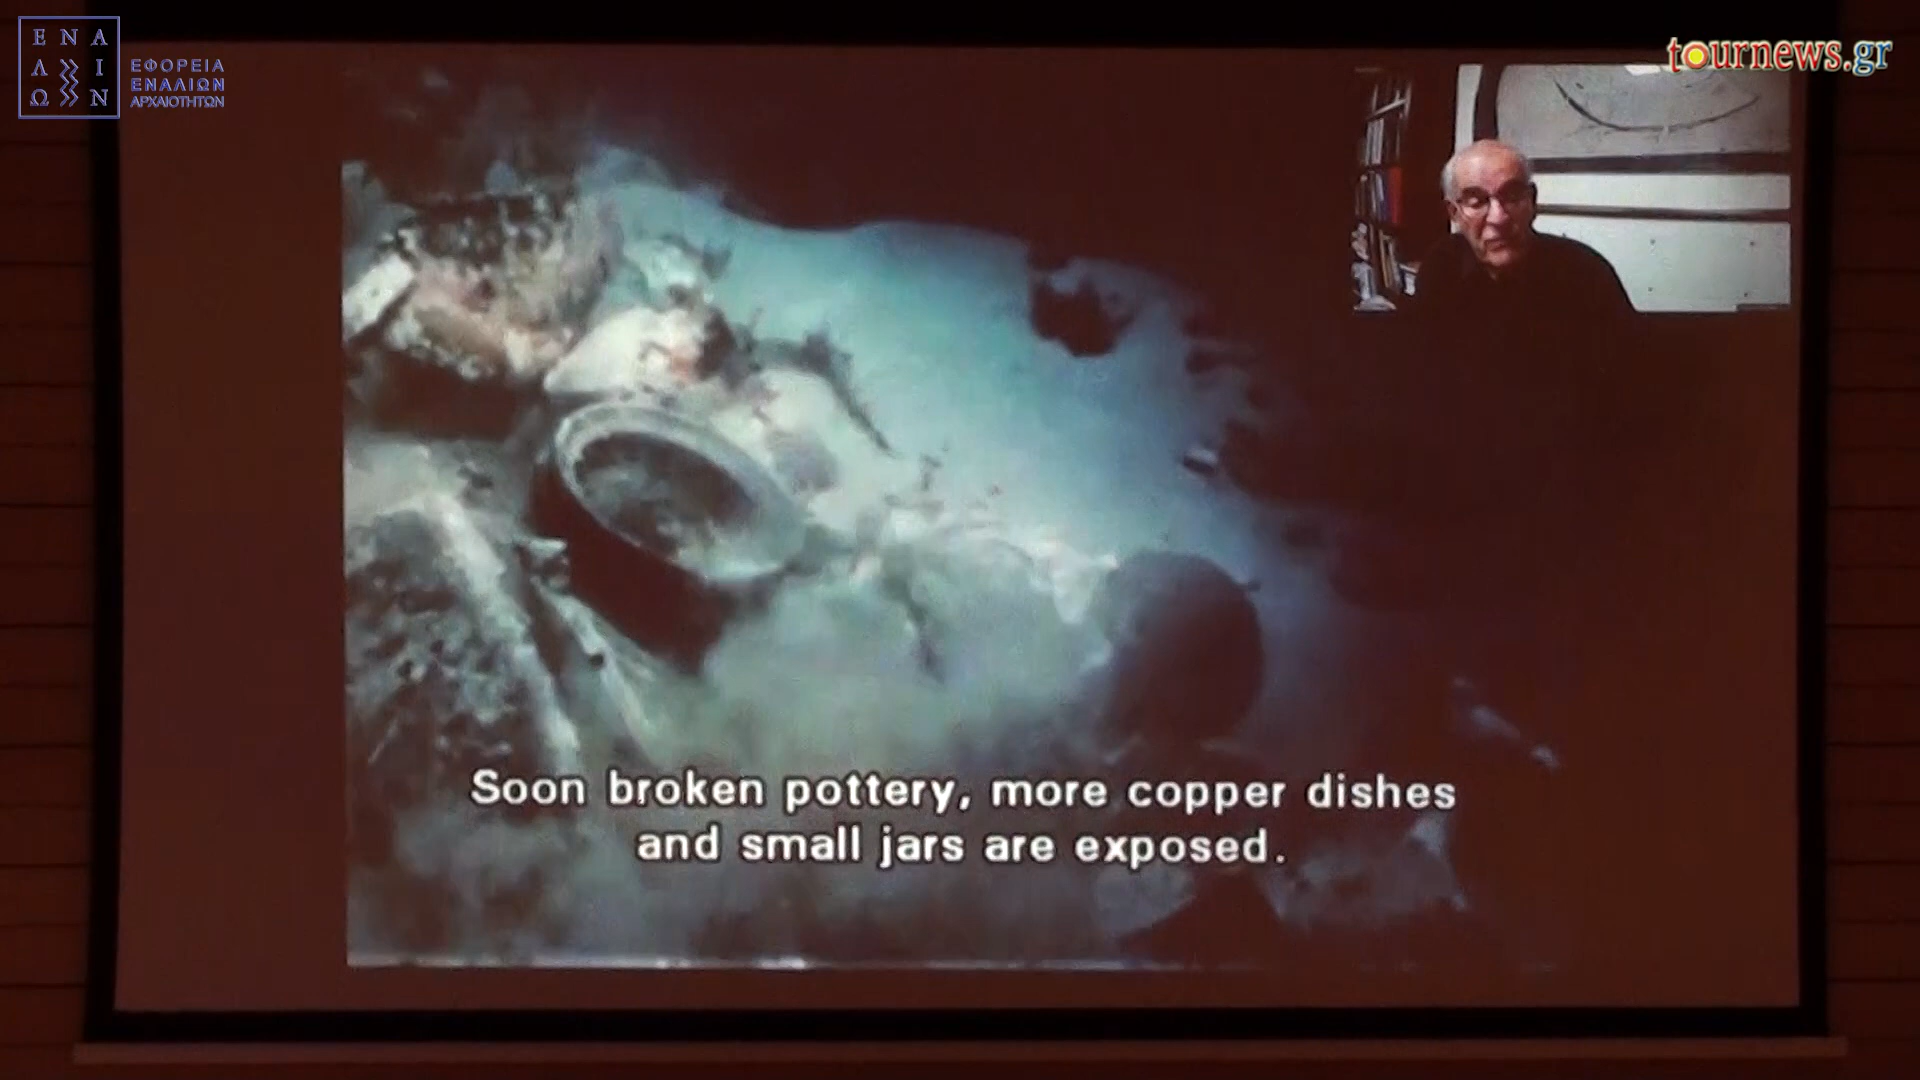 ΕΝΑ
ΛΙ
ΩΝ
ΕΦΟΡΕΙΑ
ΕΝΑΛΙΩΝ
ΑΡΧΑΙΟΤΗΤΩΝ
tournews.gr
Soon broken pottery, more copper dishes
and small jars are exposed.